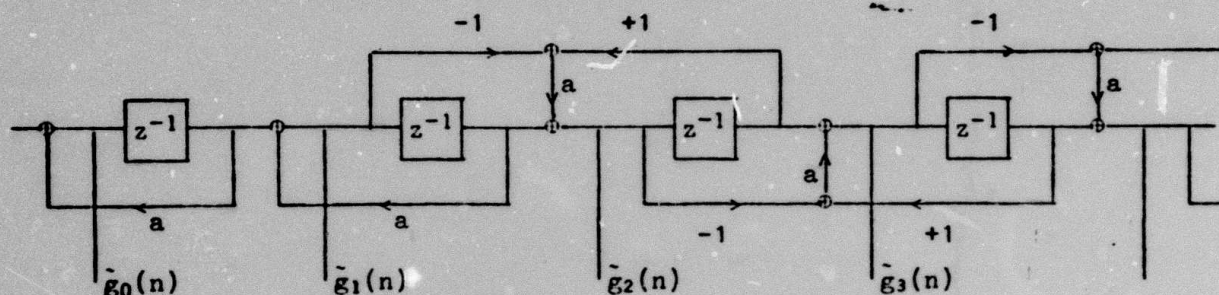 -1 +1 -1
a a
z⁻¹ z⁻¹ z⁻¹ z⁻¹
a
a a
-1 +1
g̃₀(n) g̃₁(n) g̃₂(n) g̃₃(n)